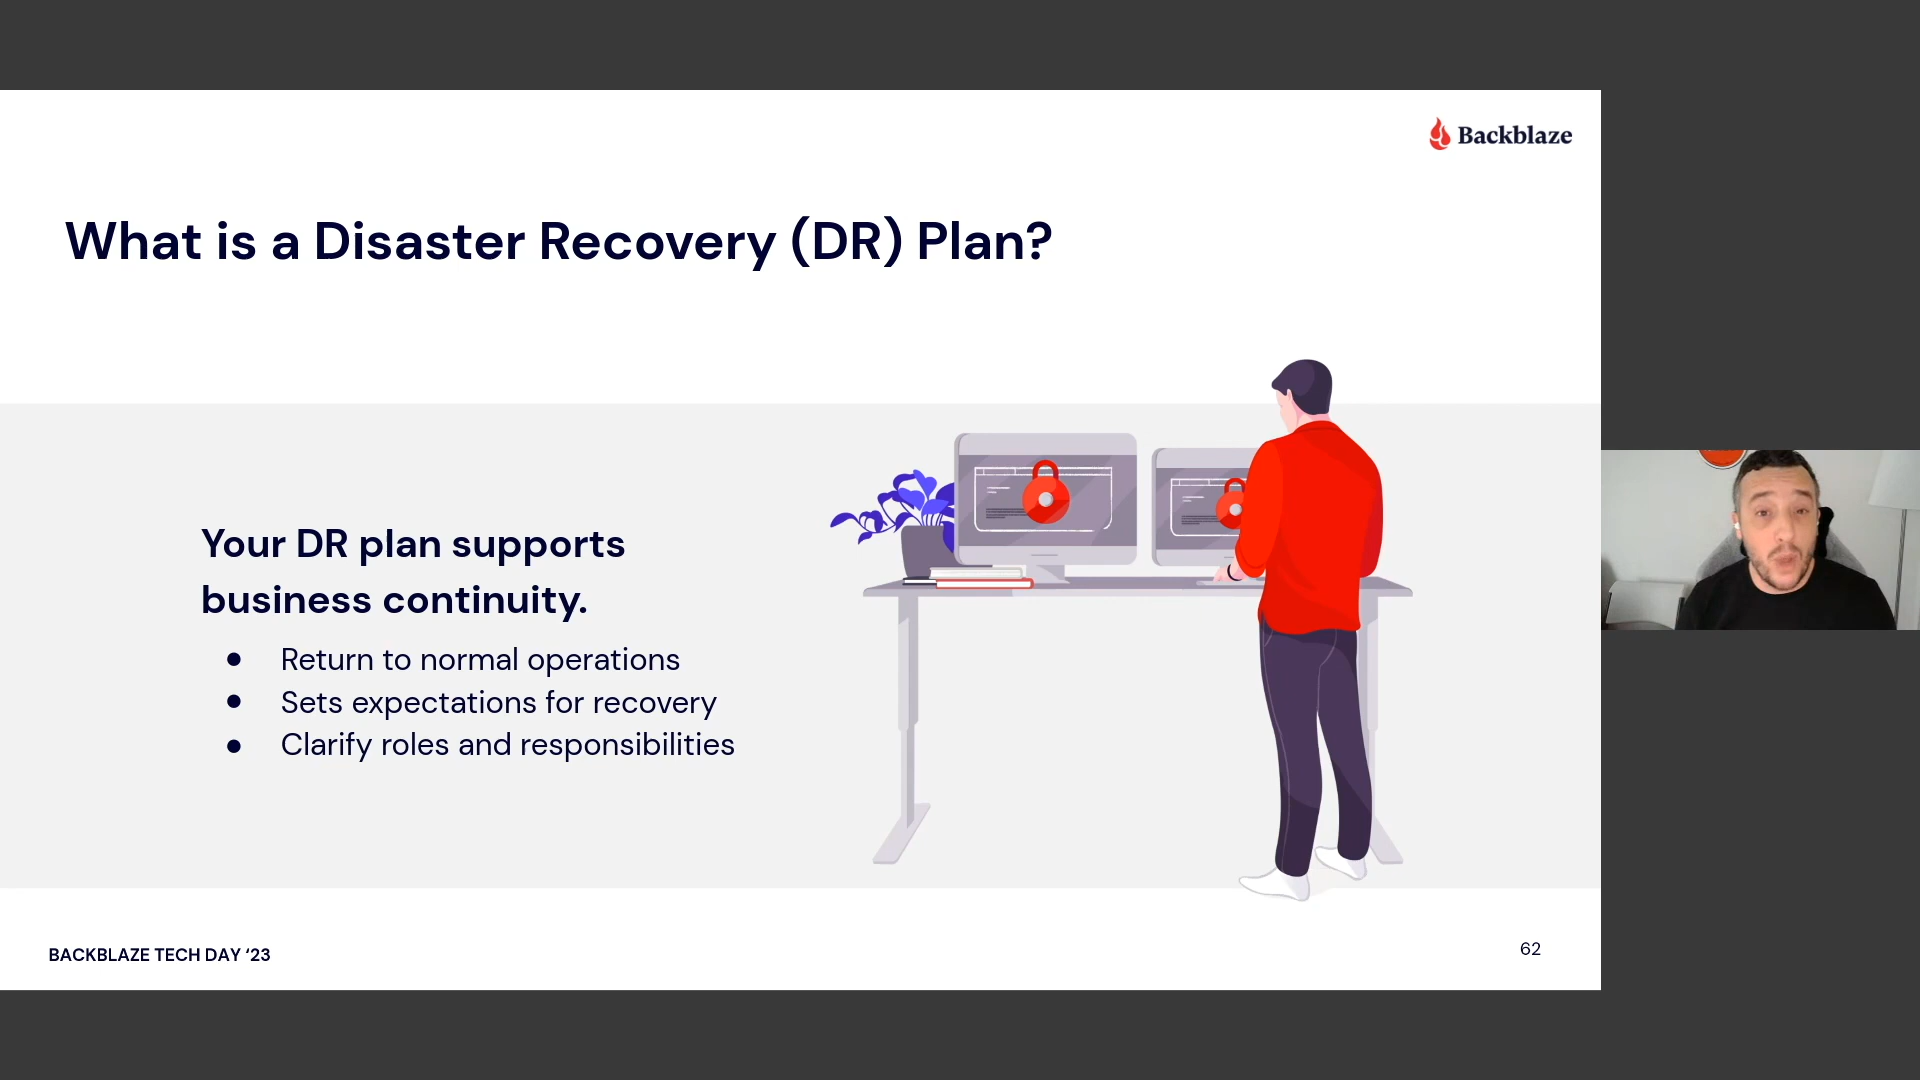 Backblaze
What is a Disaster Recovery (DR) Plan?
Your DR plan supports
business continuity.
● Return to normal operations
● Sets expectations for recovery
● Clarify roles and responsibilities
BACKBLAZE TECH DAY ‘23
62